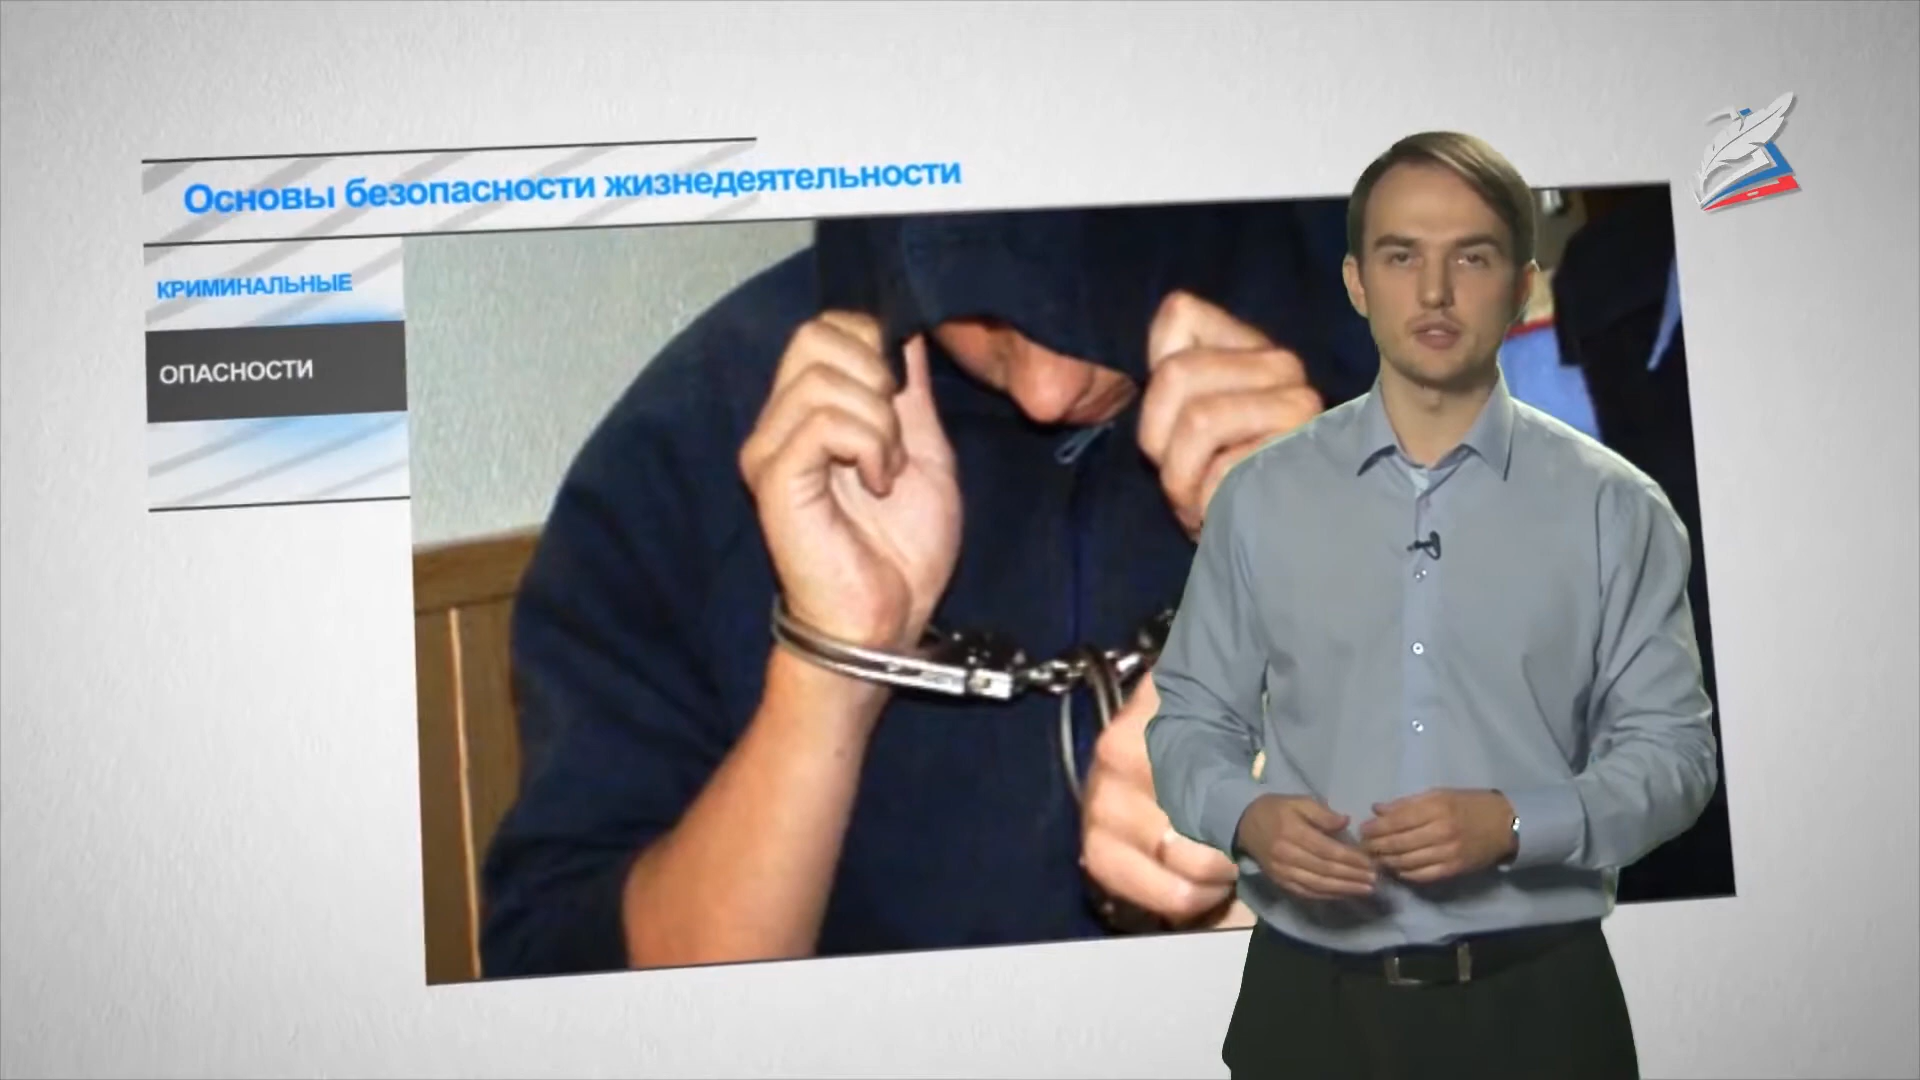 Основы безопасности жизнедеятельности
КРИМИНАЛЬНЫЕ
ОПАСНОСТИ